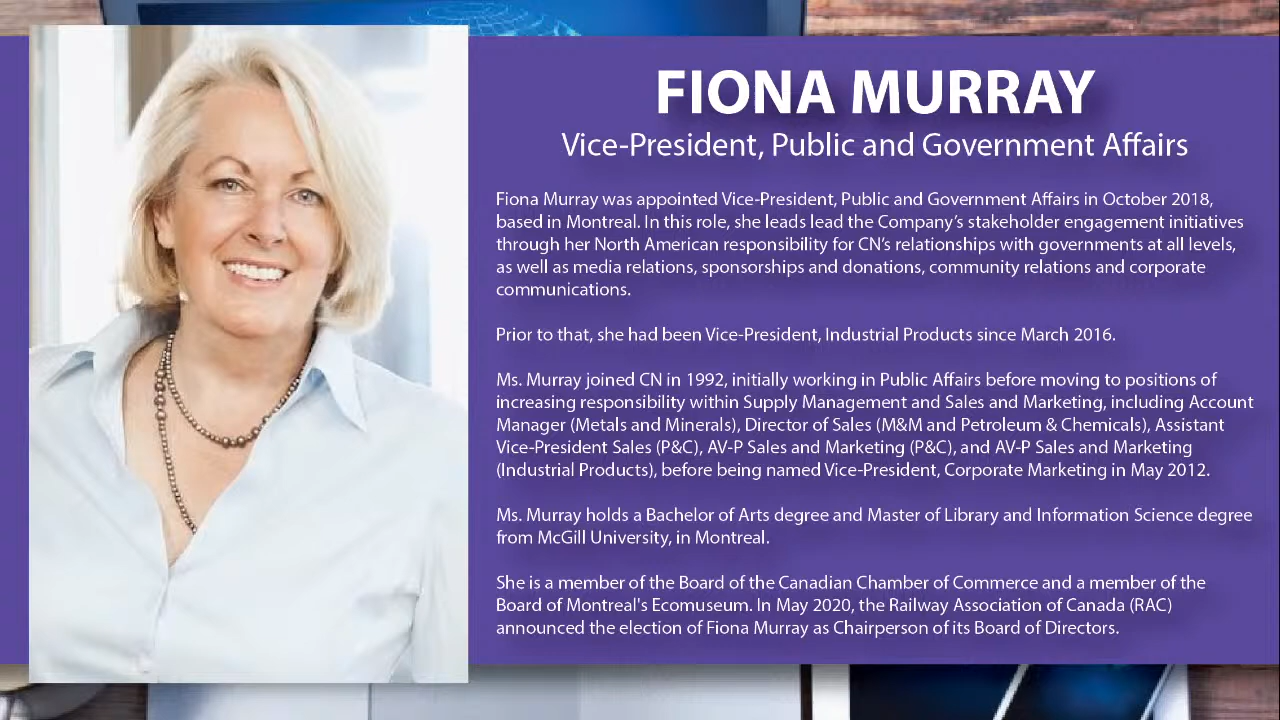 FIONA MURRAY
Vice-President, Public and Government Affairs
Fiona Murray was appointed Vice-President, Public and Government Affairs in October 2018,
based in Montreal. In this role, she leads lead the Company's stakeholder engagement initiatives
through her North American responsibility for CN's relationships with governments at all levels,
as well as media relations, sponsorships and donations, community relations and corporate
communications.
Prior to that, she had been Vice-President, Industrial Products since March 2016.
Ms. Murray joined CN in 1992, initially working in Public Affairs before moving to positions of
increasing responsibility within Supply Management and Sales and Marketing, including Account
Manager (Metals and Minerals), Director of Sales (M&M and Petroleum & Chemicals), Assistant
Vice-President Sales (P&C), AV-P Sales and Marketing (P&C), and AV-P Sales and Marketing
(Industrial Products), before being named Vice-President, Corporate Marketing in May 2012.
Ms. Murray holds a Bachelor of Arts degree and Master of Library and Information Science degree
from McGill University, in Montreal.
She is a member of the Board of the Canadian Chamber of Commerce and a member of the
Board of Montreal's Ecomuseum. In May 2020, the Railway Association of Canada (RAC)
announced the election of Fiona Murray as Chairperson of its Board of Directors.